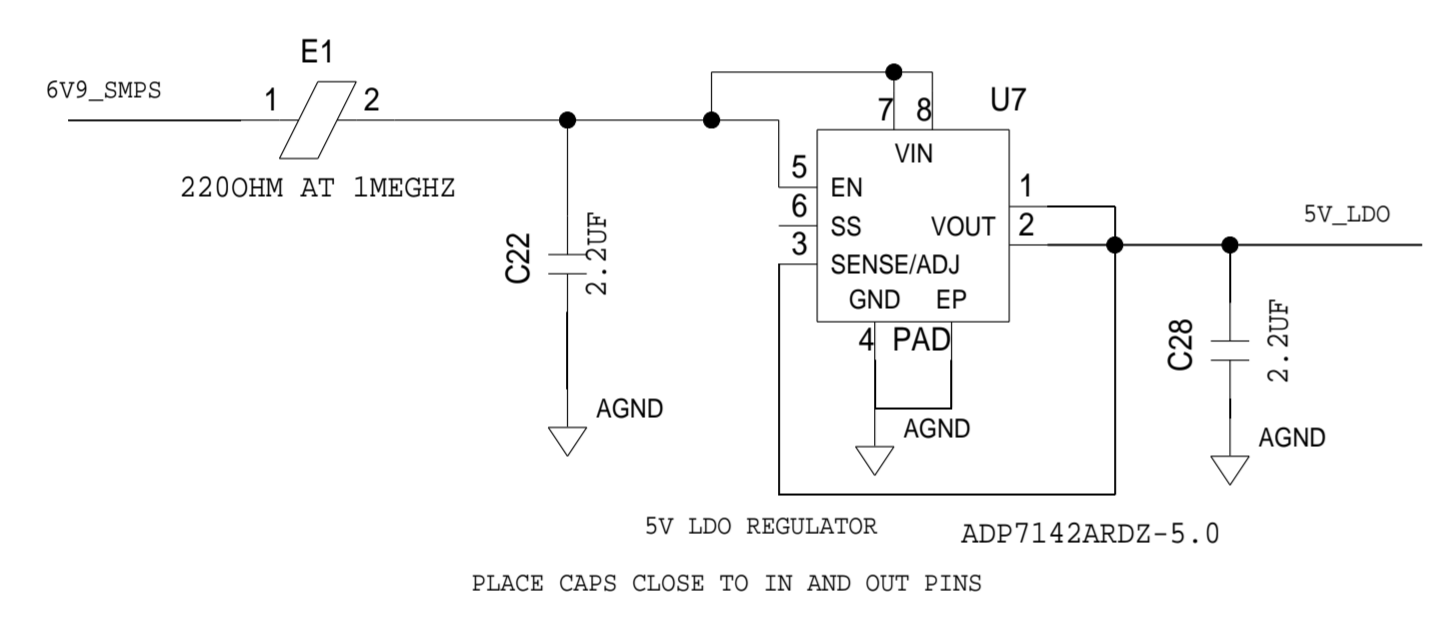 E1
6V9_SMPS
1
2
220OHM AT 1MEGHZ
C22
2.2UF
AGND
7
8
U7
VIN
5
EN
6
SS
3
SENSE/ADJ
1
VOUT
2
GND
EP
4
PAD
AGND
5V_LDO
C28
2.2UF
AGND
5V LDO REGULATOR
ADP7142ARDZ-5.0
PLACE CAPS CLOSE TO IN AND OUT PINS